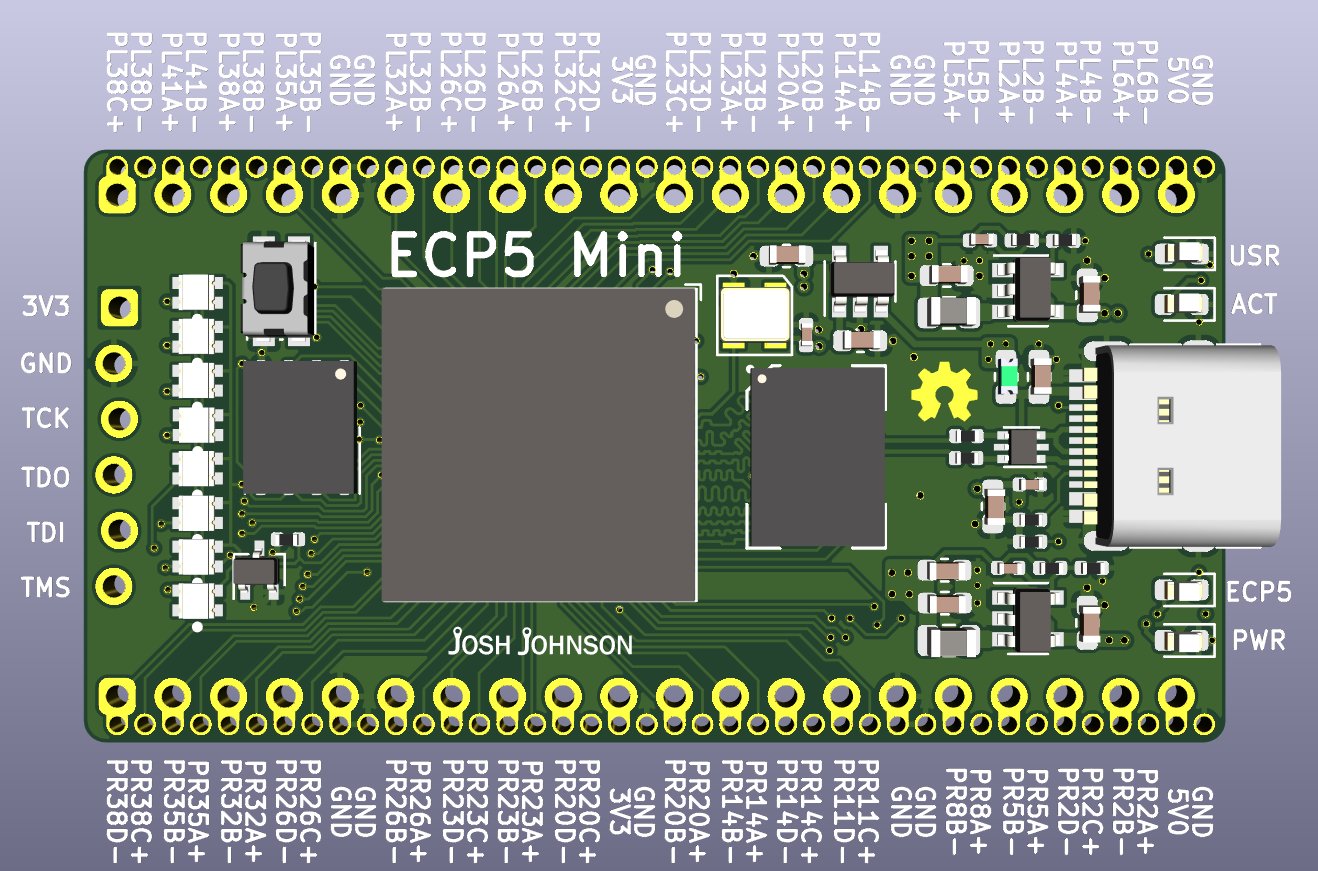 PL38C+
PL38D-
PL41A+
PL41B-
PL38A+
PL38B-
PL35A+
PL35B-
GND
GND
PL32A+
PL32B-
PL26C+
PL26D-
PL26A+
PL26B-
PL32C+
PL32D-
3V3
GND
PL23C+
PL23D-
PL23A+
PL23B-
PL20A+
PL20B-
PL14A+
PL14B-
GND
GND
PL5A+
PL5B-
PL2A+
PL2B-
PL4A+
PL4B-
PL6A+
PL6B-
5V0
GND
ECP5 Mini
USR
ACT
3V3
GND
TCK
TDO
TDI
TMS
ECP5
PWR
JOSH JOHNSON
PR38D-
PR38C+
PR35B-
PR35A+
PR32B-
PR32A+
PR26D-
PR26C+
GND
GND
PR26B-
PR26A+
PR23D-
PR23C+
PR23B-
PR23A+
PR20D-
PR20C+
3V3
GND
PR20B-
PR20A+
PR14B-
PR14A+
PR14D-
PR14C+
PR11D-
PR11C+
GND
GND
PR8B-
PR8A+
PR5B-
PR5A+
PR2D-
PR2C+
PR2B-
PR2A+
5V0
GND